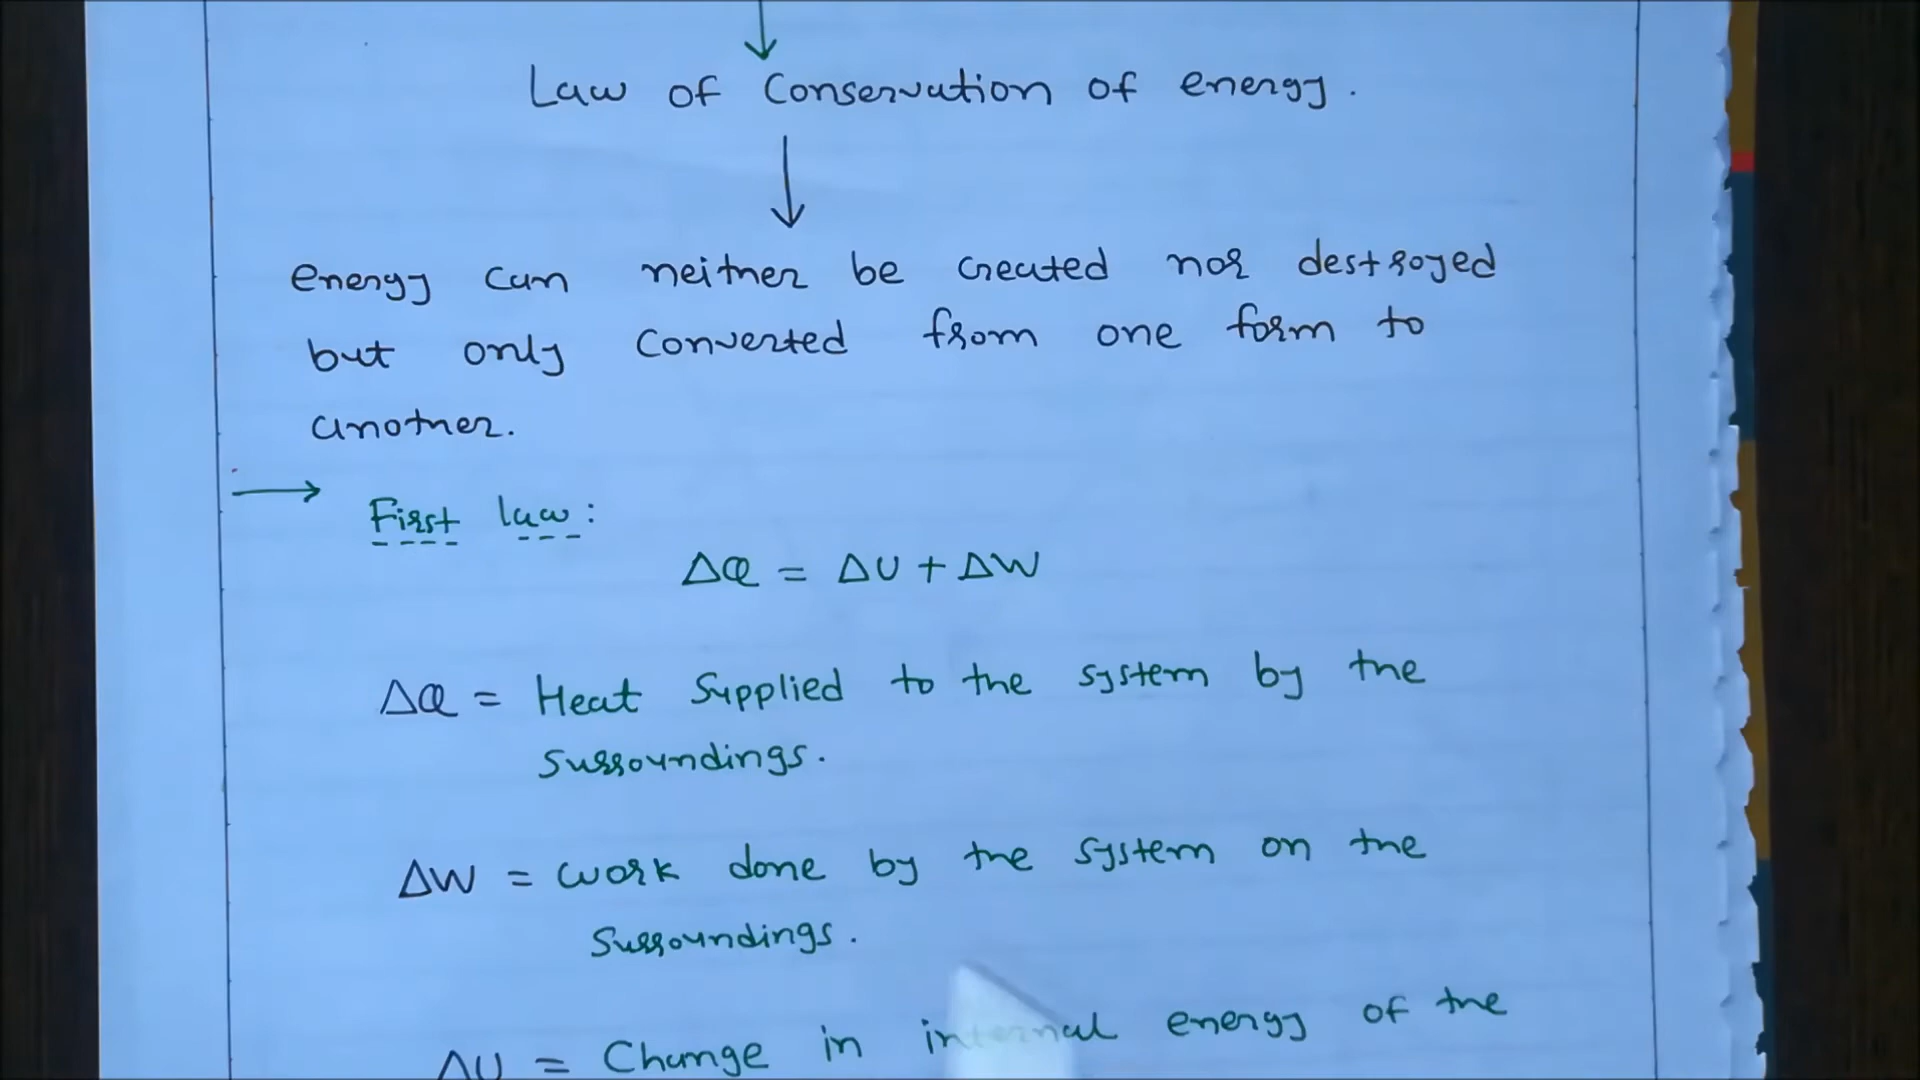 Law of Conservation of energy.
energy can neither be created nor destroyed
but only converted from one form to
another.
First law:
ΔQ = ΔU + ΔW
ΔQ = Heat Supplied to the system by the
surroundings.
ΔW = work done by the system on the
surroundings.
ΔU = Change in internal energy of the